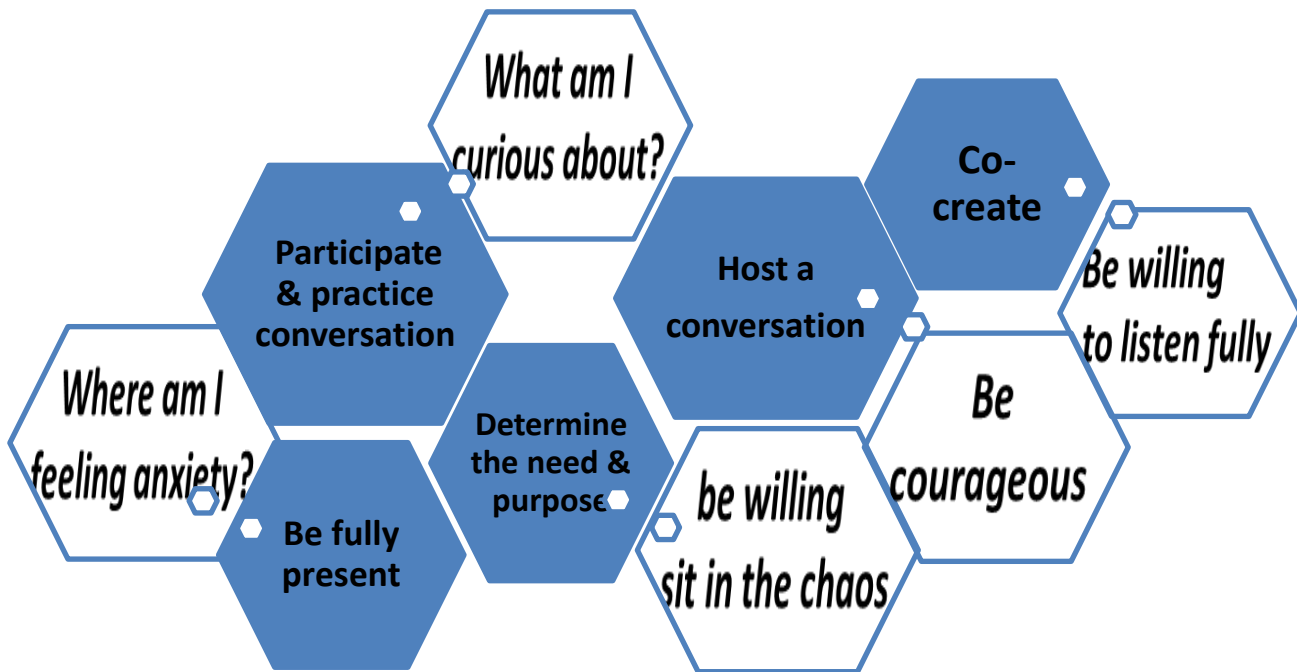 What am I
curious about?
Participate
& practice
conversation
Where am I
feeling anxiety?
Be fully
present
Determine
the need &
purpose
Host a
conversation
be willing
sit in the chaos
Co-
create
Be
courageous
Be willing
to listen fully